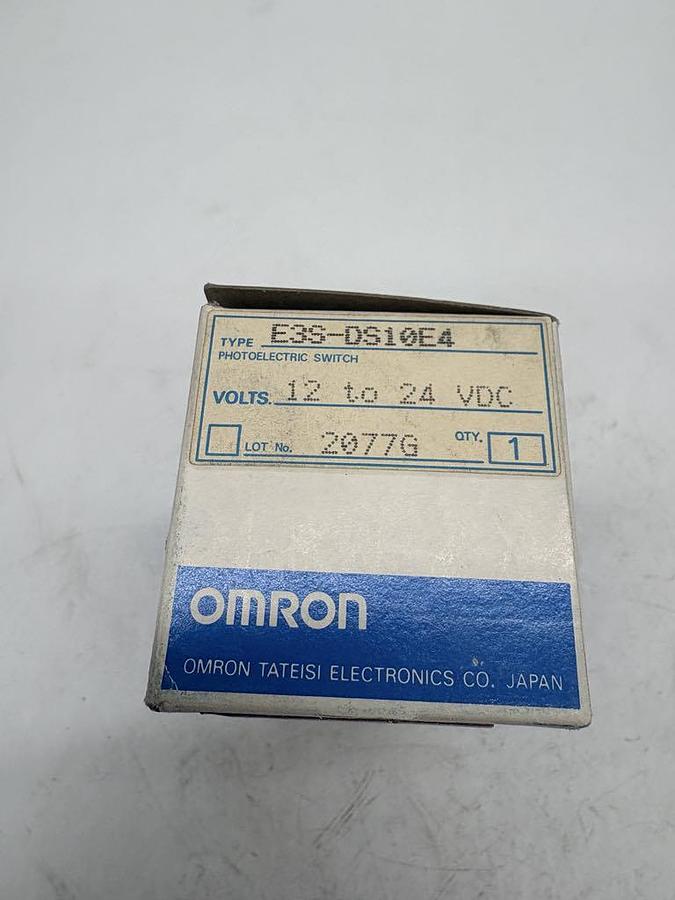 TYPE E3S-DS10E4
PHOTOELECTRIC SWITCH
VOLTS. 12 to 24 VDC
LOT No. 2077G QTY. 1
OMRON
OMRON TATEISI ELECTRONICS CO. JAPAN